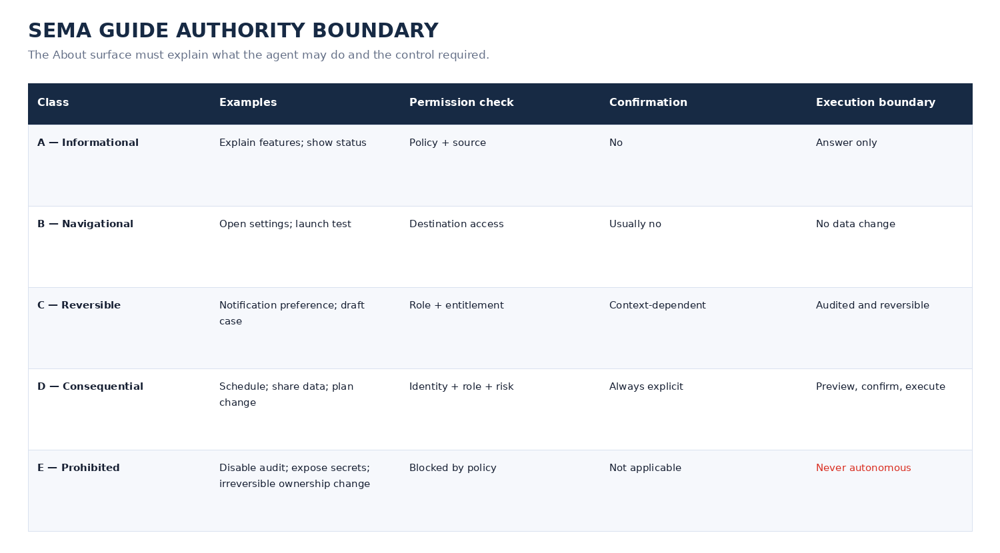 SEMA GUIDE AUTHORITY BOUNDARY
The About surface must explain what the agent may do and the control required.
Class Examples Permission check Confirmation Execution boundary
A — Informational Explain features; show status Policy + source No Answer only
B — Navigational Open settings; launch test Destination access Usually no No data change
C — Reversible Notification preference; draft Role + entitlement Context-dependent Audited and reversible
case
D — Consequential Schedule; share data; plan Identity + role + risk Always explicit Preview, confirm, execute
change
E — Prohibited Disable audit; expose secrets; Blocked by policy Not applicable Never autonomous
irreversible ownership change